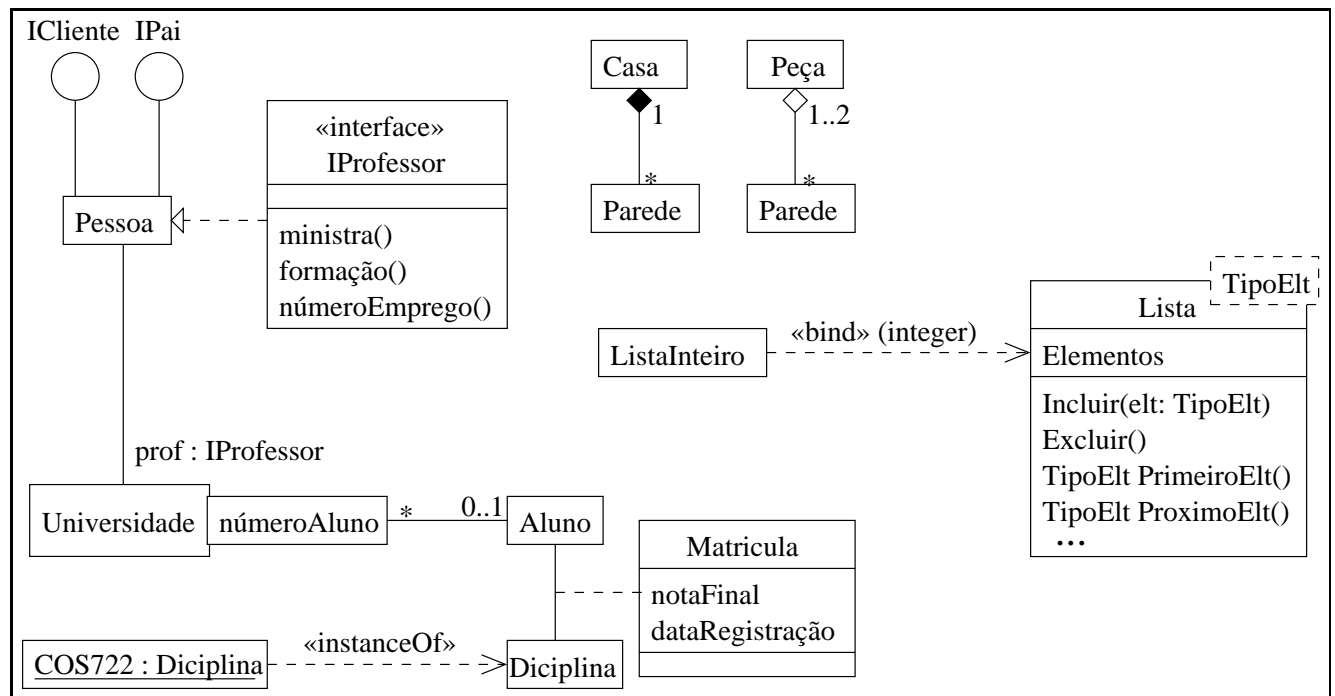 ICliente IPai
«interface»
IProfessor
ministra()
formação()
númeroEmprego()
Pessoa
prof : IProfessor
Universidade
númeroAluno
*
0..1
Aluno
Matricula
notaFinal
dataRegistração
COS722 : Diciplina
«instanceOf»
Diciplina
Casa
1
*
Parede
Peça
1..2
*
Parede
ListaInteiro
«bind» (integer)
TipoElt
Lista
Elementos
Incluir(elt: TipoElt)
Excluir()
TipoElt PrimeiroElt()
TipoElt ProximoElt()
...